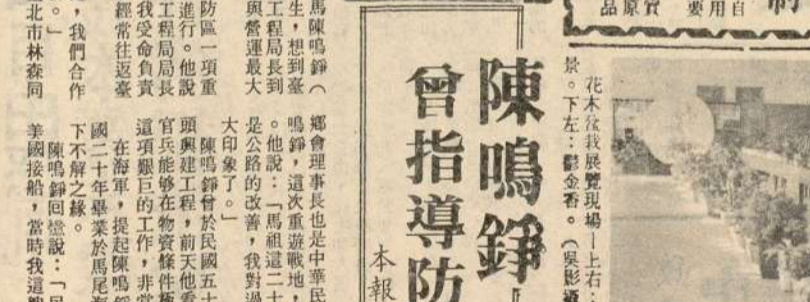 自用要
質原品
花木盆栽展覽現場—上右、
景。下左：鬱金香。（吳影
陳鳴錚
曾指導防
本報
馬陳鳴錚（
生，想到臺
工程局長到
與營運最大
防區一項重
進行。他說
工程局局長
我受命負責
經常往返臺
，我們合作
。」
北市林森同
鄉會理事長也是中華民
鳴錚，這次重遊戰地，
。他說：「馬祖這二十
是公路的改善，我對過
大印象了。」
陳鳴錚曾於民國五十
頭興建工程，前天他看
官兵能够在物資條件極
這項艱巨的工作，非常
在海軍，提起陳鳴錚
國二十年畢業於馬尾海
下不解之緣。
陳鳴錚回憶說：「民
美國接船，當時我這艘